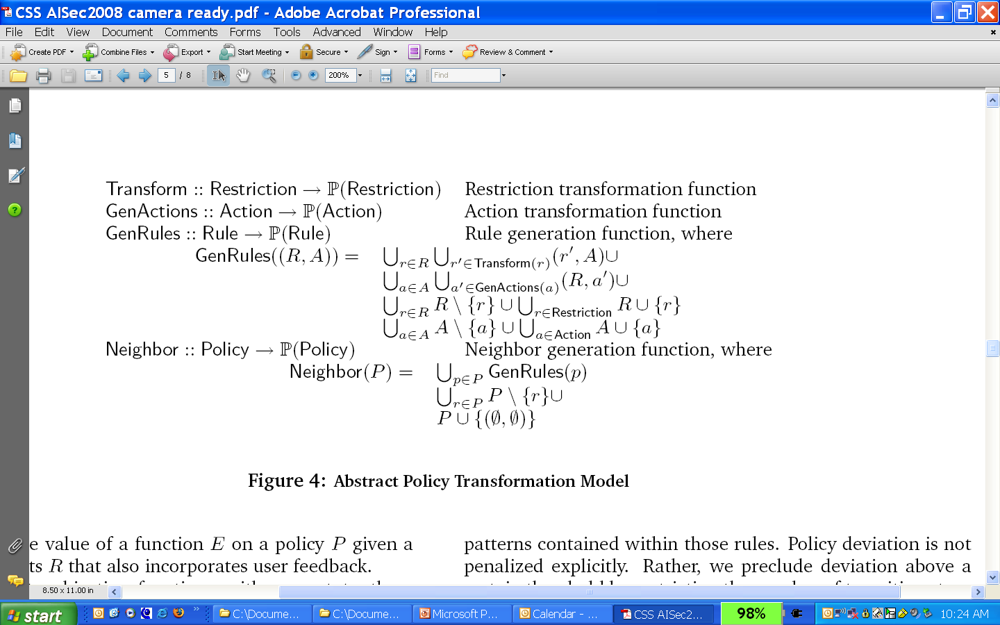 CSS AISec2008 camera ready.pdf - Adobe Acrobat Professional
File Edit View Document Comments Forms Tools Advanced Window Help
Create PDF Combine Files Export Start Meeting Secure Sign Forms Review & Comment
5 / 8 200% Find
Transform :: Restriction → ℙ(Restriction) Restriction transformation function
GenActions :: Action → ℙ(Action) Action transformation function
GenRules :: Rule → ℙ(Rule) Rule generation function, where
GenRules((R, A)) = ⋃r∈R ⋃r′∈Transform(r)(r′, A)∪
⋃a∈A ⋃a′∈GenActions(a)(R, a′)∪
⋃r∈R R \ {r} ∪ ⋃r∈Restriction R ∪ {r}
⋃a∈A A \ {a} ∪ ⋃a∈Action A ∪ {a}
Neighbor :: Policy → ℙ(Policy) Neighbor generation function, where
Neighbor(P) = ⋃p∈P GenRules(p)
⋃r∈P P \ {r}∪
P ∪ {(∅, ∅)}
Figure 4: Abstract Policy Transformation Model
e value of a function E on a policy P given a
ts R that also incorporates user feedback.
patterns contained within those rules. Policy deviation is not
penalized explicitly. Rather, we preclude deviation above a
8.50 x 11.00 in
start C:\Docume... C:\Docume... Microsoft P... Calendar - ... CSS AISec2... 98% 10:24 AM